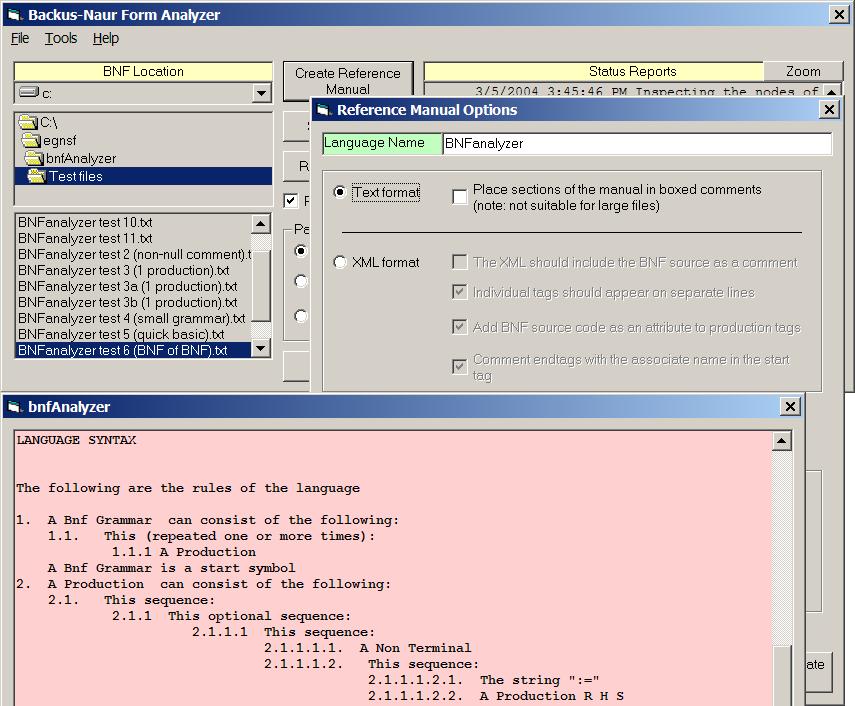 Backus-Naur Form Analyzer
File Tools Help
BNF Location
c:
C:\
egnsf
bnfAnalyzer
Test files
BNFanalyzer test 10.txt
BNFanalyzer test 11.txt
BNFanalyzer test 2 (non-null comment).t
BNFanalyzer test 3 (1 production).txt
BNFanalyzer test 3a (1 production).txt
BNFanalyzer test 3b (1 production).txt
BNFanalyzer test 4 (small grammar).txt
BNFanalyzer test 5 (quick basic).txt
BNFanalyzer test 6 (BNF of BNF).txt
Create Reference
Manual
R
Pa
Status Reports
Zoom
3/5/2004 3:45:46 PM Inspecting the nodes of
Reference Manual Options
Language Name
BNFanalyzer
Text format
Place sections of the manual in boxed comments
(note: not suitable for large files)
XML format
The XML should include the BNF source as a comment
Individual tags should appear on separate lines
Add BNF source code as an attribute to production tags
Comment endtags with the associate name in the start
tag
ate
bnfAnalyzer
LANGUAGE SYNTAX
The following are the rules of the language
1. A Bnf Grammar can consist of the following:
1.1. This (repeated one or more times):
1.1.1 A Production
A Bnf Grammar is a start symbol
2. A Production can consist of the following:
2.1. This sequence:
2.1.1 This optional sequence:
2.1.1.1 This sequence:
2.1.1.1.1. A Non Terminal
2.1.1.1.2. This sequence:
2.1.1.1.2.1. The string ":="
2.1.1.1.2.2. A Production R H S